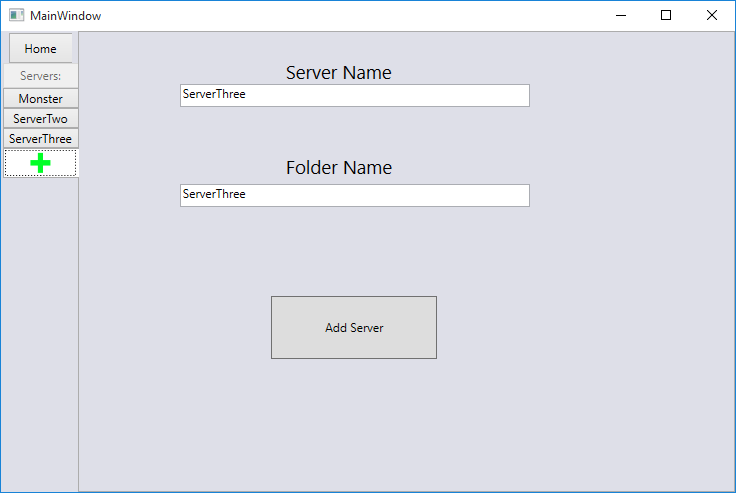 MainWindow
Home
Servers:
Monster
ServerTwo
ServerThree
Server Name
ServerThree
Folder Name
ServerThree
Add Server